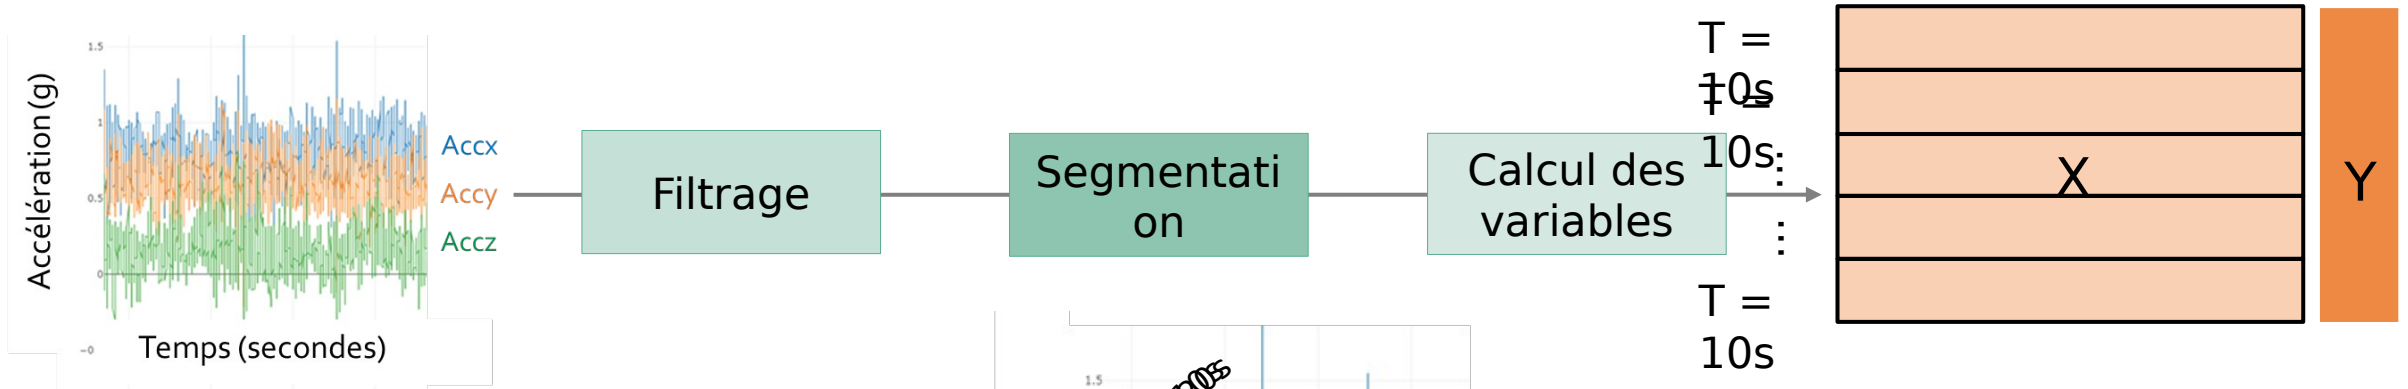 Accélération (g)
1.5
1
0.5
0
−0
Temps (secondes)
Accx
Accy
Accz
Filtrage
Segmentati
on
Calcul des
variables
T =
10s
T =
10s
⋮
⋮
T =
10s
X
Y
1.5